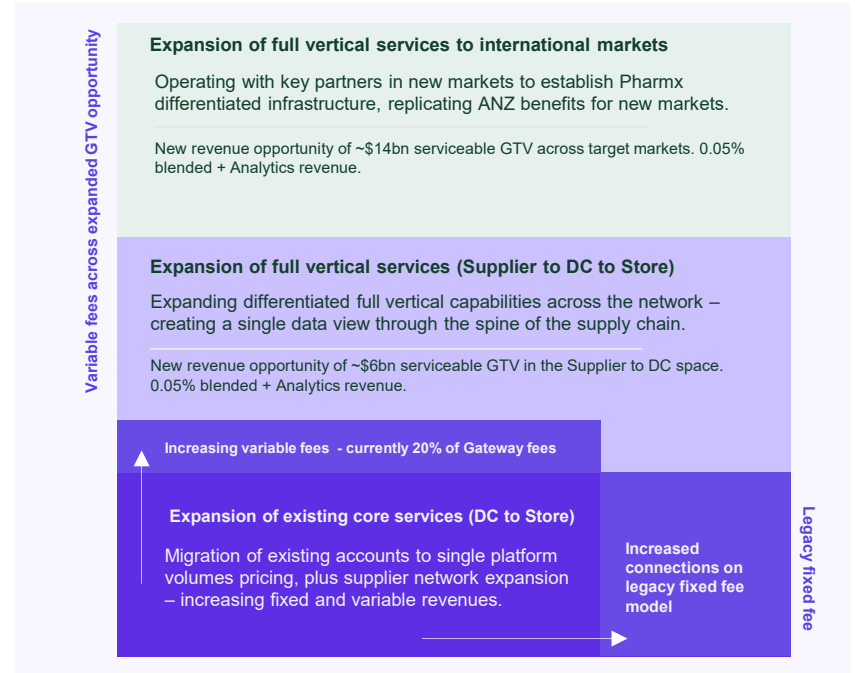 Variable fees across expanded GTV opportunity
Expansion of full vertical services to international markets
Operating with key partners in new markets to establish Pharmx
differentiated infrastructure, replicating ANZ benefits for new markets.
New revenue opportunity of ~$14bn serviceable GTV across target markets. 0.05%
blended + Analytics revenue.
Expansion of full vertical services (Supplier to DC to Store)
Expanding differentiated full vertical capabilities across the network –
creating a single data view through the spine of the supply chain.
New revenue opportunity of ~$6bn serviceable GTV in the Supplier to DC space.
0.05% blended + Analytics revenue.
Increasing variable fees  - currently 20% of Gateway fees
Expansion of existing core services (DC to Store)
Migration of existing accounts to single platform
volumes pricing, plus supplier network expansion
– increasing fixed and variable revenues.
Increased
connections on
legacy fixed fee
model
Legacy fixed fee